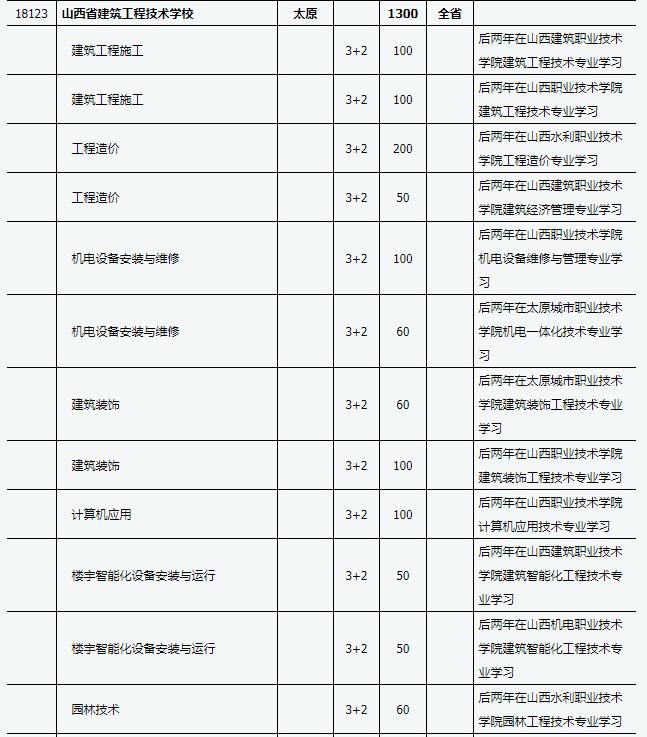 18123 山西省建筑工程技术学校 太原 1300 全省
建筑工程施工 3+2 100 后两年在山西建筑职业技术
学院建筑工程技术专业学习
建筑工程施工 3+2 100 后两年在山西职业技术学院
建筑工程技术专业学习
工程造价 3+2 200 后两年在山西水利职业技术
学院工程造价专业学习
工程造价 3+2 50 后两年在山西建筑职业技术
学院建筑经济管理专业学习
机电设备安装与维修 3+2 100 后两年在山西职业技术学院
机电设备维修与管理专业学
习
机电设备安装与维修 3+2 60 后两年在太原城市职业技术
学院机电一体化技术专业学
习
建筑装饰 3+2 60 后两年在太原城市职业技术
学院建筑装饰工程技术专业
学习
建筑装饰 3+2 100 后两年在山西职业技术学院
建筑装饰工程技术专业学习
计算机应用 3+2 100 后两年在山西职业技术学院
计算机应用技术专业学习
楼宇智能化设备安装与运行 3+2 50 后两年在山西建筑职业技术
学院建筑智能化工程技术专
业学习
楼宇智能化设备安装与运行 3+2 50 后两年在山西机电职业技术
学院建筑智能化工程技术专
业学习
园林技术 3+2 60 后两年在山西水利职业技术
学院园林工程技术专业学习